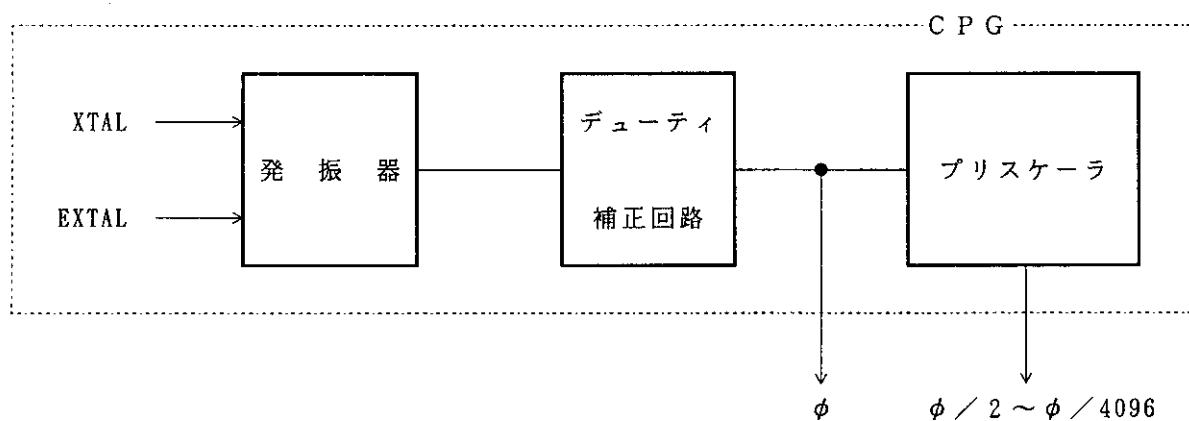 CPG
XTAL
EXTAL
発振器
デューティ
補正回路
プリスケーラ
φ
φ/2～φ/4096